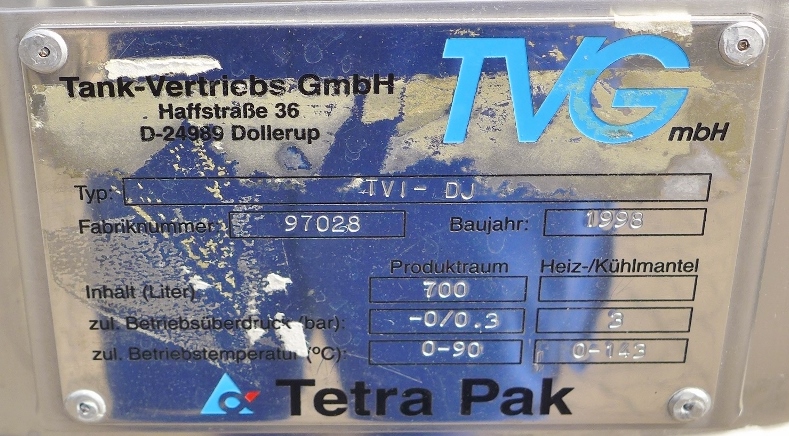 Tank-Vertriebs GmbH
Haffstraße 36
D-24989 Dollerup
TVG mbH
Typ: TVI- DJ
Fabriknummer: 97028 Baujahr: 1998
Produktraum Heiz-/Kühlmantel
Inhalt (Liter) 700
zul. Betriebsüberdruck (bar): -0/0.3 3
zul. Betriebstemperatur (ºC): 0-90 0-143
Tetra Pak